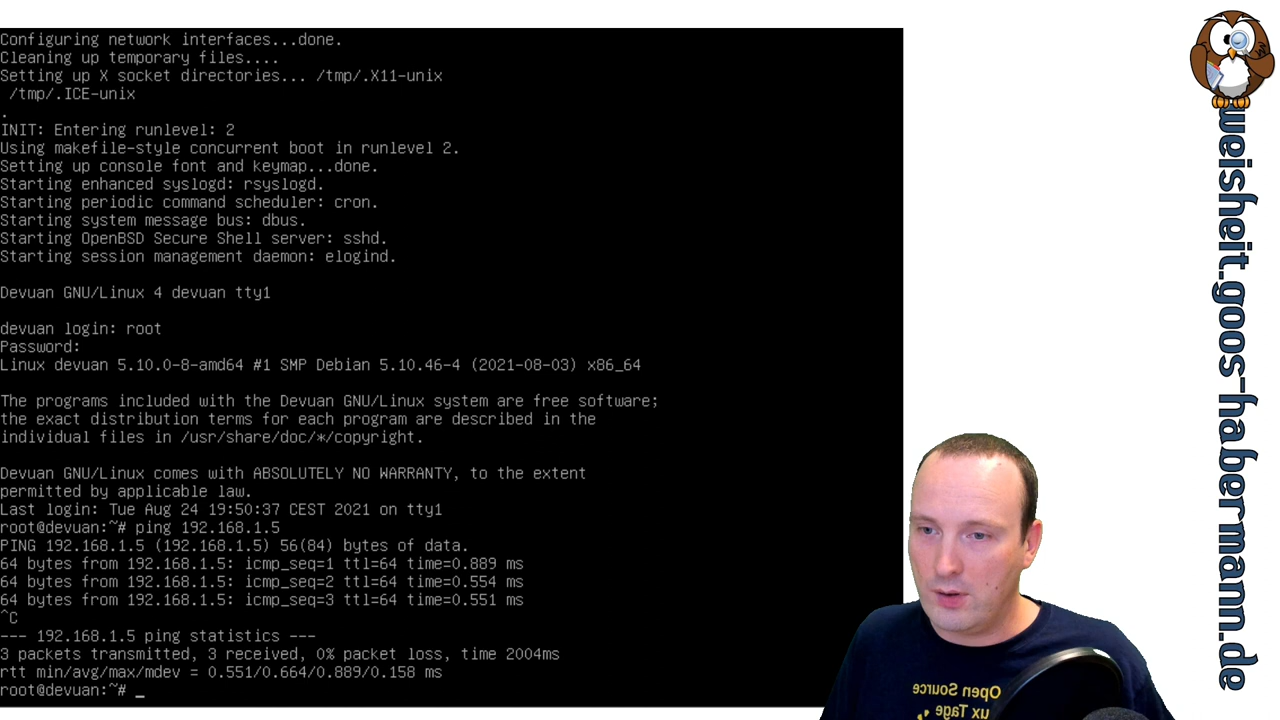 Configuring network interfaces...done.
Cleaning up temporary files....
Setting up X socket directories... /tmp/.X11-unix
 /tmp/.ICE-unix
.
INIT: Entering runlevel: 2
Using makefile-style concurrent boot in runlevel 2.
Setting up console font and keymap...done.
Starting enhanced syslogd: rsyslogd.
Starting periodic command scheduler: cron.
Starting system message bus: dbus.
Starting OpenBSD Secure Shell server: sshd.
Starting session management daemon: elogind.
Devuan GNU/Linux 4 devuan tty1
devuan login: root
Password:
Linux devuan 5.10.0-8-amd64 #1 SMP Debian 5.10.46-4 (2021-08-03) x86_64
The programs included with the Devuan GNU/Linux system are free software;
the exact distribution terms for each program are described in the
individual files in /usr/share/doc/*/copyright.
Devuan GNU/Linux comes with ABSOLUTELY NO WARRANTY, to the extent
permitted by applicable law.
Last login: Tue Aug 24 19:50:37 CEST 2021 on tty1
root@devuan:~# ping 192.168.1.5
PING 192.168.1.5 (192.168.1.5) 56(84) bytes of data.
64 bytes from 192.168.1.5: icmp_seq=1 ttl=64 time=0.889 ms
64 bytes from 192.168.1.5: icmp_seq=2 ttl=64 time=0.554 ms
64 bytes from 192.168.1.5: icmp_seq=3 ttl=64 time=0.551 ms
^C
--- 192.168.1.5 ping statistics ---
3 packets transmitted, 3 received, 0% packet loss, time 2004ms
rtt min/avg/max/mdev = 0.551/0.664/0.889/0.158 ms
root@devuan:~# _
weisheit.goos-habermann.de
Open Source
ux Tage